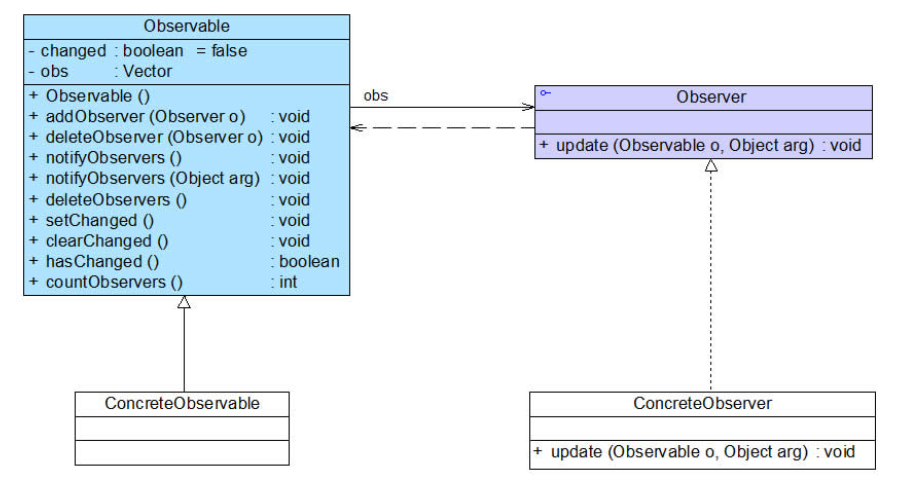 Observable
- changed : boolean = false
- obs : Vector
+ Observable ()
+ addObserver (Observer o) : void
+ deleteObserver (Observer o) : void
+ notifyObservers () : void
+ notifyObservers (Object arg) : void
+ deleteObservers () : void
+ setChanged () : void
+ clearChanged () : void
+ hasChanged () : boolean
+ countObservers () : int
obs
Observer
+ update (Observable o, Object arg) : void
ConcreteObservable
ConcreteObserver
+ update (Observable o, Object arg) : void